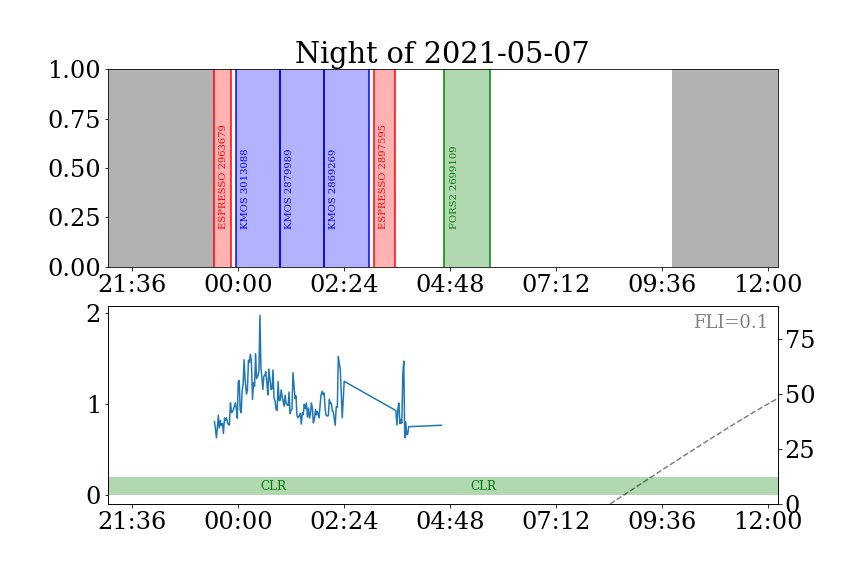 Night of 2021-05-07
1.00
0.75
0.50
0.25
0.00
ESPRESSO 2963679
KMOS 3013088
KMOS 2879989
KMOS 2869269
ESPRESSO 2897595
FORS2 2699109
21:36 00:00 02:24 04:48 07:12 09:36 12:00
2
1
0
FLI=0.1
75
50
25
0
CLR CLR
21:36 00:00 02:24 04:48 07:12 09:36 12:00